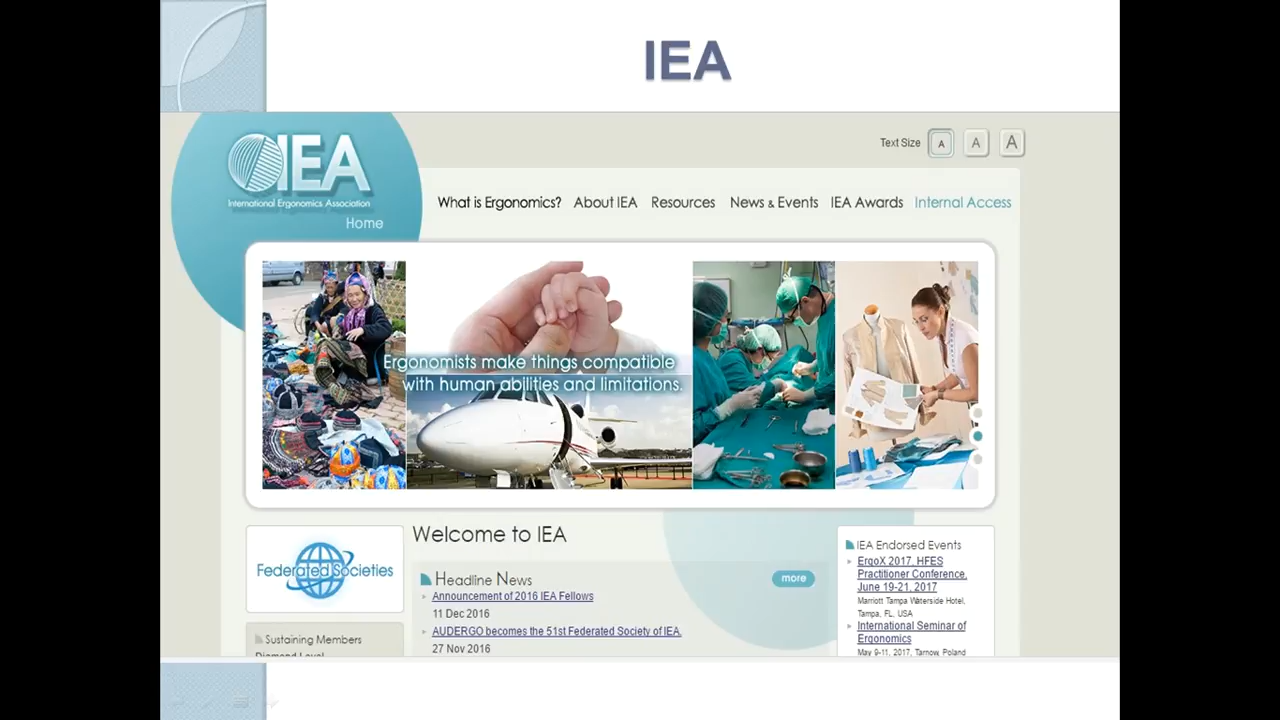 IEA
IEA
International Ergonomics Association
Home
Text Size A A A
What is Ergonomics? About IEA Resources News & Events IEA Awards Internal Access
Ergonomists make things compatible
with human abilities and limitations.
Federated Societies
Sustaining Members
Diamond Level
Welcome to IEA
Headline News
more
Announcement of 2016 IEA Fellows
11 Dec 2016
AUDERGO becomes the 51st Federated Society of IEA.
27 Nov 2016
IEA Endorsed Events
ErgoX 2017, HFES
Practitioner Conference,
June 19-21, 2017
Marriott Tampa Waterside Hotel.
Tampa, FL, USA
International Seminar of
Ergonomics
May 9-11, 2017, Tarnow, Poland